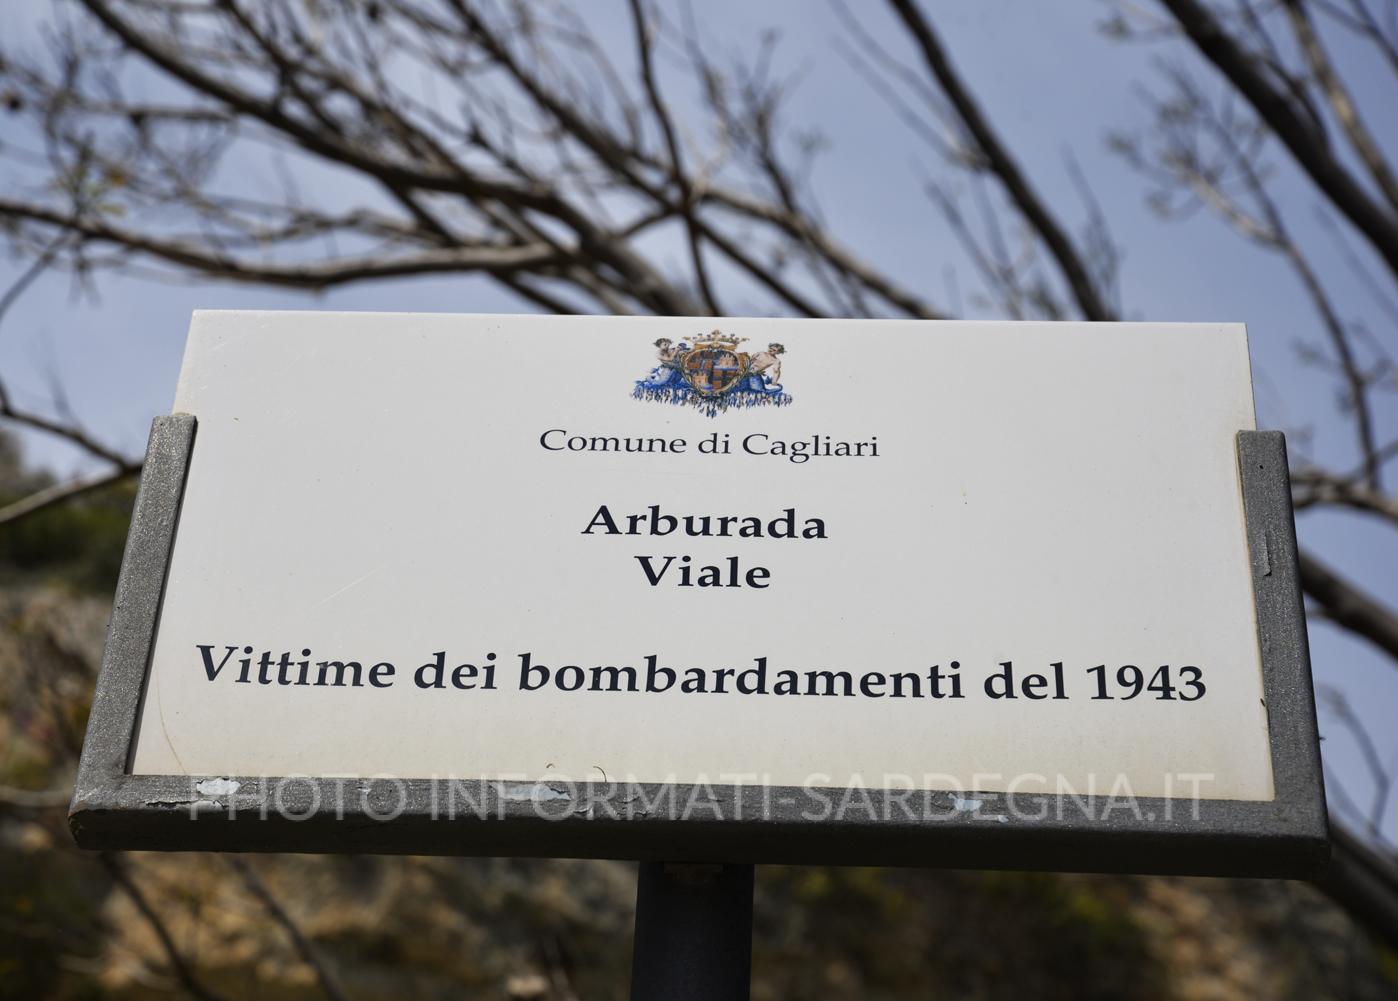 Comune di Cagliari
Arburada
Viale
Vittime dei bombardamenti del 1943
PHOTO INFORMATI-SARDEGNA.IT